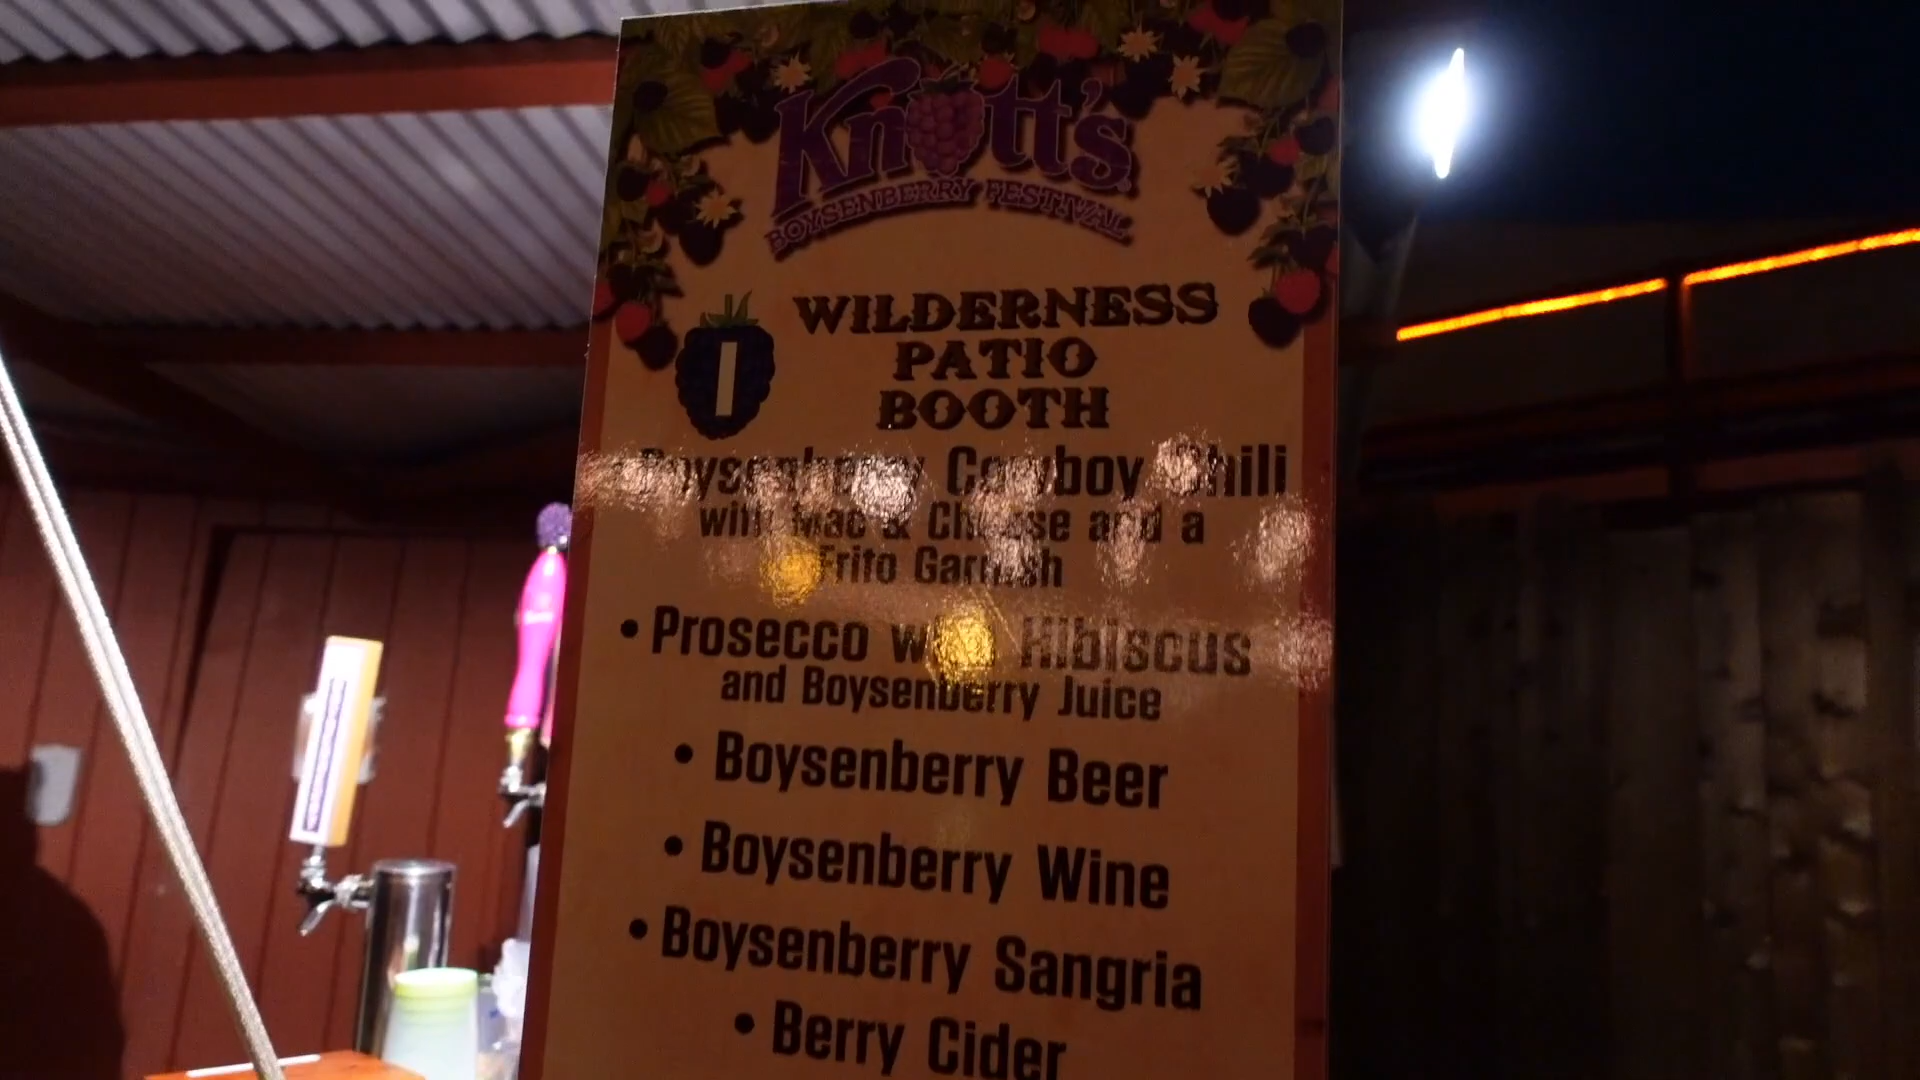 Knott's
BOYSENBERRY FESTIVAL
I
WILDERNESS
PATIO
BOOTH
• Boysenberry Cowboy Chili
with Mac & Cheese and a
Frito Garnish
• Prosecco with Hibiscus
and Boysenberry Juice
• Boysenberry Beer
• Boysenberry Wine
• Boysenberry Sangria
• Berry Cider